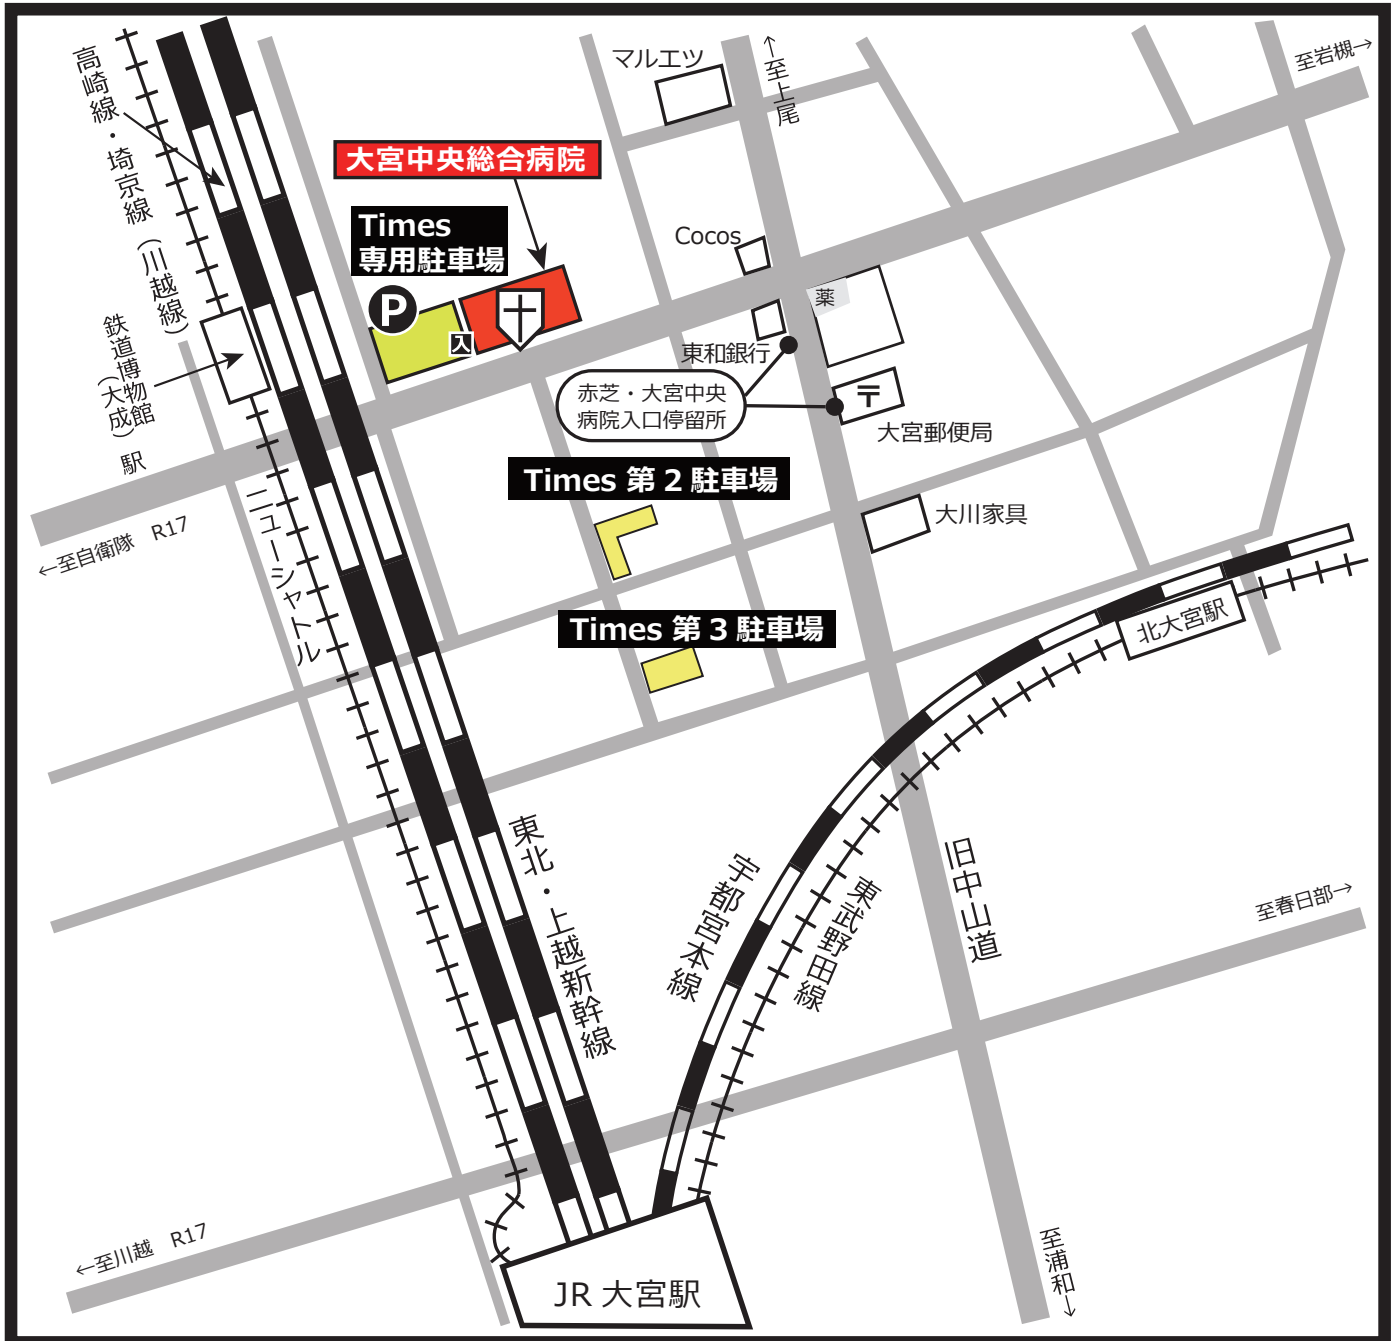 マルエツ
↑至上尾
至岩槻→
高崎線・埼京線（川越線）
大宮中央総合病院
Times
専用駐車場
P
入
Cocos
薬
東和銀行
赤芝・大宮中央
病院入口停留所
〒
大宮郵便局
鉄道博物館
（大成）駅
Times 第2駐車場
大川家具
←至自衛隊 R17
ニューシャトル
Times 第3駐車場
北大宮駅
東北・上越新幹線
宇都宮本線
東武野田線
旧中山道
至春日部→
←至川越 R17
至浦和→
JR 大宮駅